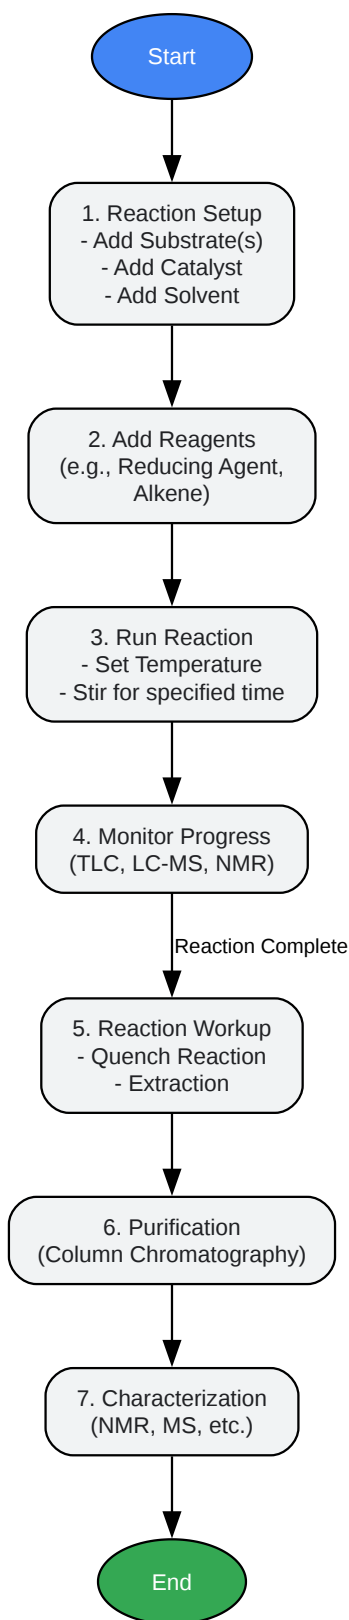 Start
1. Reaction Setup
- Add Substrate(s)
- Add Catalyst
- Add Solvent
2. Add Reagents
(e.g., Reducing Agent,
Alkene)
3. Run Reaction
- Set Temperature
- Stir for specified time
4. Monitor Progress
(TLC, LC-MS, NMR)
Reaction Complete
5. Reaction Workup
- Quench Reaction
- Extraction
6. Purification
(Column Chromatography)
7. Characterization
(NMR, MS, etc.)
End